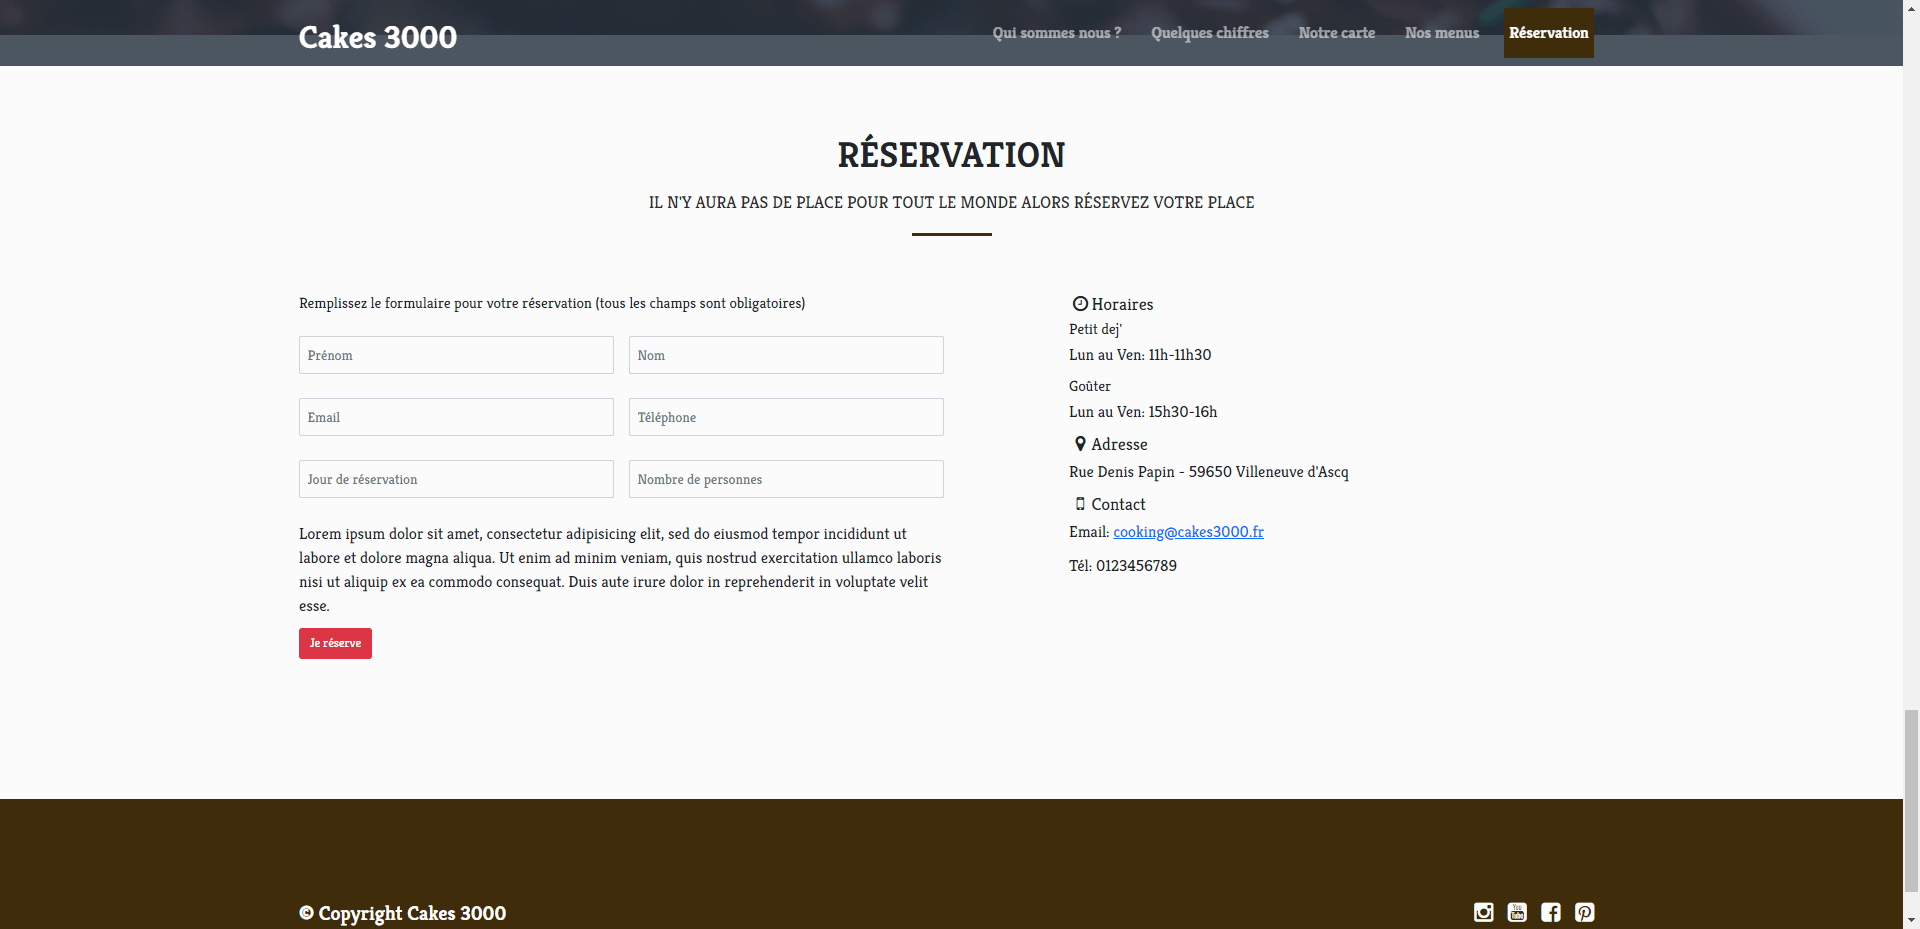 Cakes 3000
Qui sommes nous ?
Quelques chiffres
Notre carte
Nos menus
Réservation
RÉSERVATION
IL N'Y AURA PAS DE PLACE POUR TOUT LE MONDE ALORS RÉSERVEZ VOTRE PLACE
Remplissez le formulaire pour votre réservation (tous les champs sont obligatoires)
Prénom
Nom
Email
Téléphone
Jour de réservation
Nombre de personnes
Lorem ipsum dolor sit amet, consectetur adipisicing elit, sed do eiusmod tempor incididunt ut
labore et dolore magna aliqua. Ut enim ad minim veniam, quis nostrud exercitation ullamco laboris
nisi ut aliquip ex ea commodo consequat. Duis aute irure dolor in reprehenderit in voluptate velit
esse.
Je réserve
Horaires
Petit dej'
Lun au Ven: 11h-11h30
Goûter
Lun au Ven: 15h30-16h
Adresse
Rue Denis Papin - 59650 Villeneuve d'Ascq
Contact
Email: cooking@cakes3000.fr
Tél: 0123456789
© Copyright Cakes 3000
You
Tube